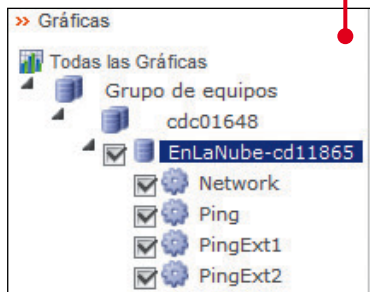 » Gráficas
Todas las Gráficas
Grupo de equipos
cdc01648
EnLaNube-cd11865
Network
Ping
PingExt1
PingExt2